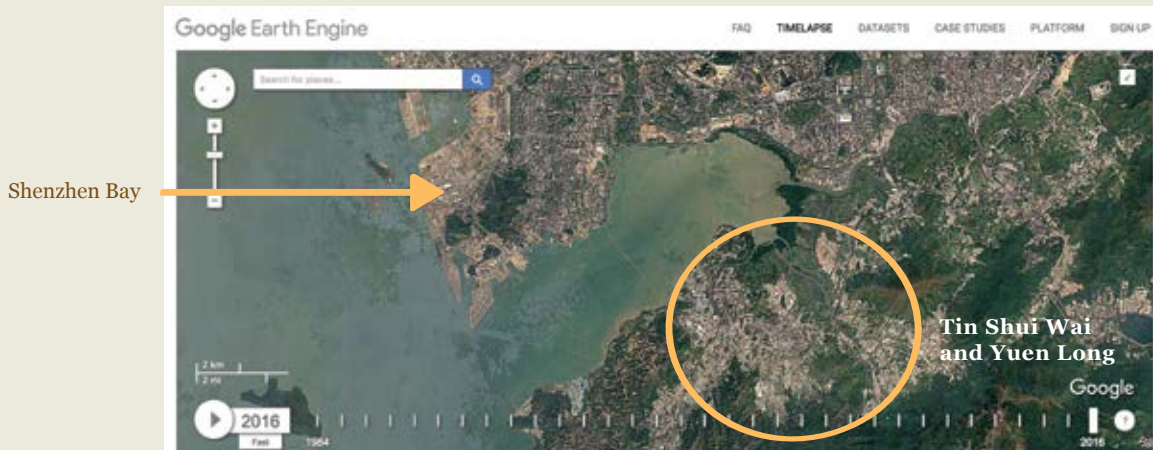 Google Earth Engine
FAQ TIMELAPSE DATASETS CASE STUDIES PLATFORM SIGN UP
Search for places...
Shenzhen Bay
Tin Shui Wai
and Yuen Long
2 km
2 mi
Google
2016
Fast
1984
2016